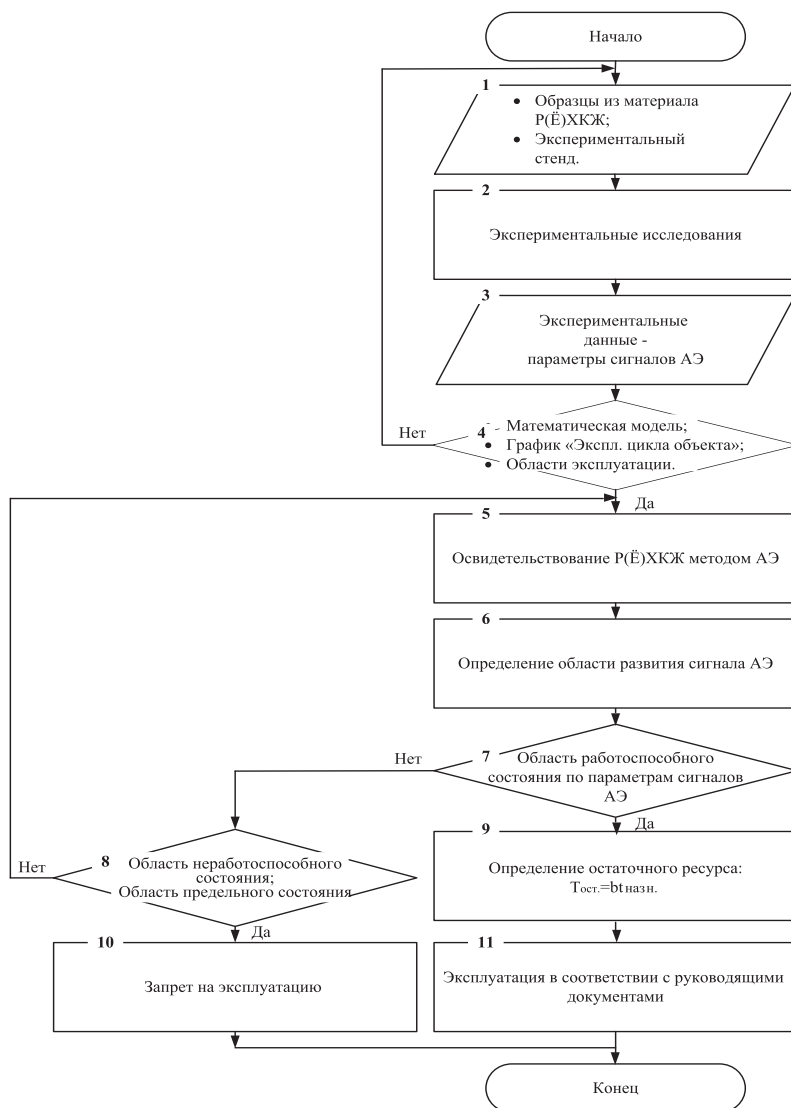 Начало
1
• Образцы из материала
Р(Ё)ХКЖ;
• Экспериментальный
стенд.
2
Экспериментальные исследования
3
Экспериментальные
данные -
параметры сигналов АЭ
Нет
4
• Математическая модель;
• График «Экспл. цикла объекта»;
• Области эксплуатации.
Да
5
Освидетельствование Р(Ё)ХКЖ методом АЭ
6
Определение области развития сигнала АЭ
Нет
7
Область работоспособного
состояния по параметрам сигналов
АЭ
Да
Нет
8
Область неработоспособного
состояния;
Область предельного состояния
Да
9
Определение остаточного ресурса:
Tост.=btназн.
10
Запрет на эксплуатацию
11
Эксплуатация в соответствии с руководящими
документами
Конец